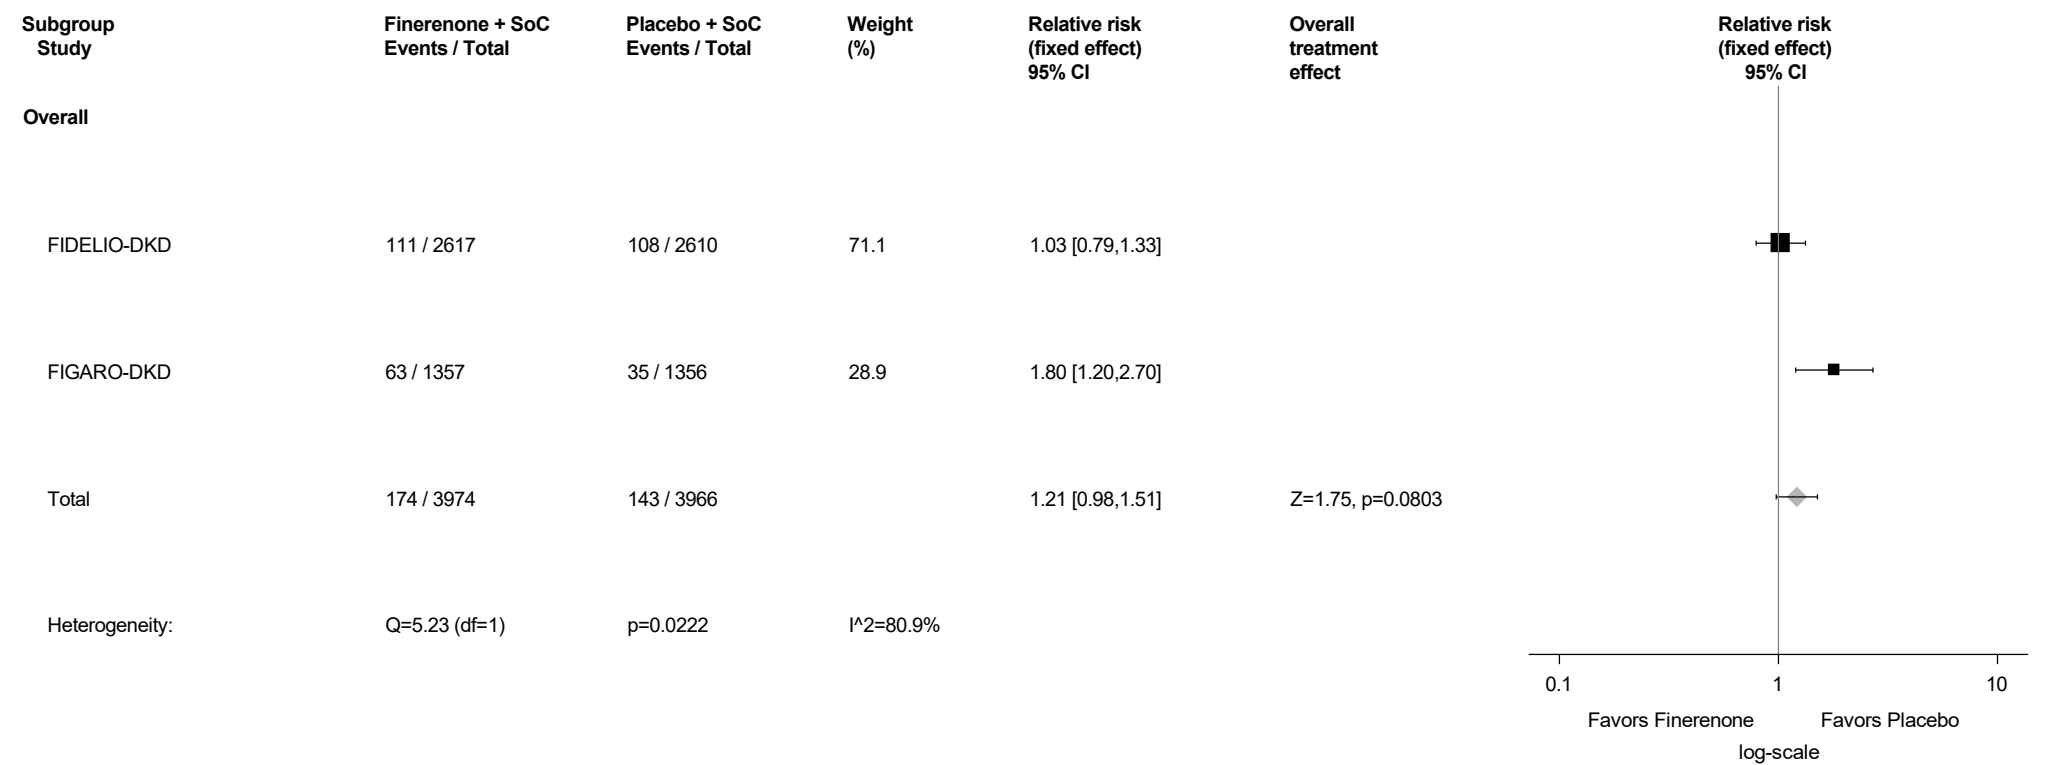 Subgroup Finerenone + SoC Placebo + SoC Weight Relative risk Overall Relative risk
Study Events / Total Events / Total (%) (fixed effect) treatment (fixed effect)
95% CI effect 95% CI
Overall
FIDELIO-DKD 111 / 2617 108 / 2610 71.1 1.03 [0.79,1.33]
FIGARO-DKD 63 / 1357 35 / 1356 28.9 1.80 [1.20,2.70]
Total 174 / 3974 143 / 3966 1.21 [0.98,1.51] Z=1.75, p=0.0803
Heterogeneity: Q=5.23 (df=1) p=0.0222 I^2=80.9%
0.1 1 10
Favors Finerenone Favors Placebo
log-scale